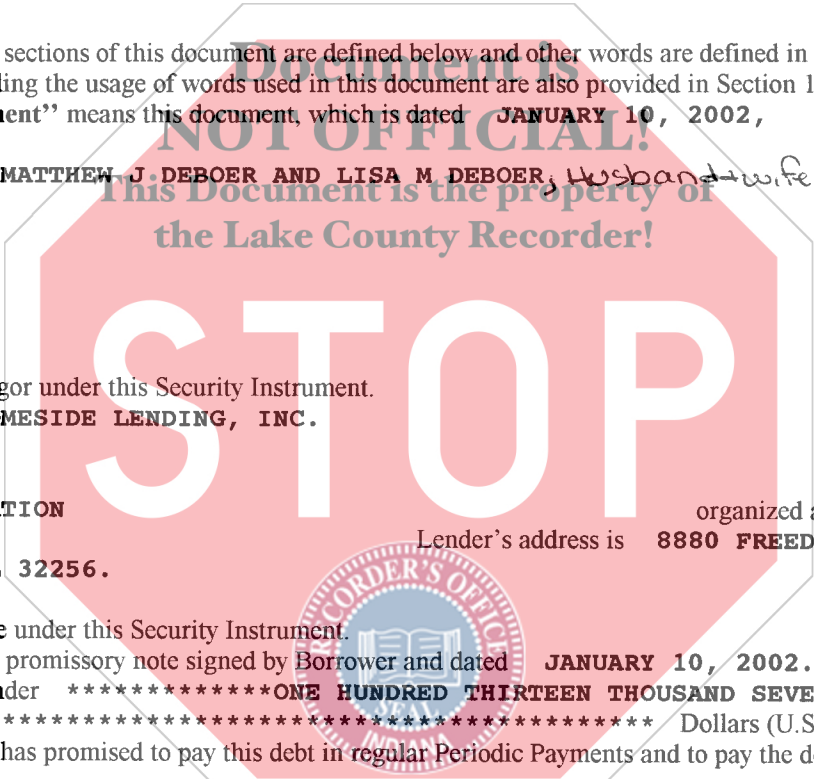 sections of this document are defined below and other words are defined in
ding the usage of words used in this document are also provided in Section 1
Document is
ent” means this document, which is dated JANUARY 10, 2002,
NOT OFFICIAL!
MATTHEW J DEBOER AND LISA M DEBOER, Husband + wife
This Document is the property of
the Lake County Recorder!
STOP
gor under this Security Instrument.
MESIDE LENDING, INC.
TION organized a
Lender’s address is 8880 FREED
32256.
RECORDER'S OFFICE
e under this Security Instrument.
promissory note signed by Borrower and dated JANUARY 10, 2002.
nder *************ONE HUNDRED THIRTEEN THOUSAND SEVE
****************************************** Dollars (U.S
SEAL
INDIANA
has promised to pay this debt in regular Periodic Payments and to pay the d